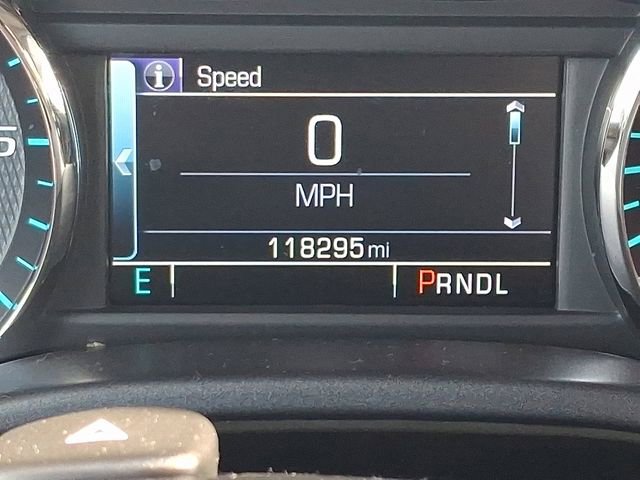 i Speed
0
MPH
118295 mi
E PRNDL